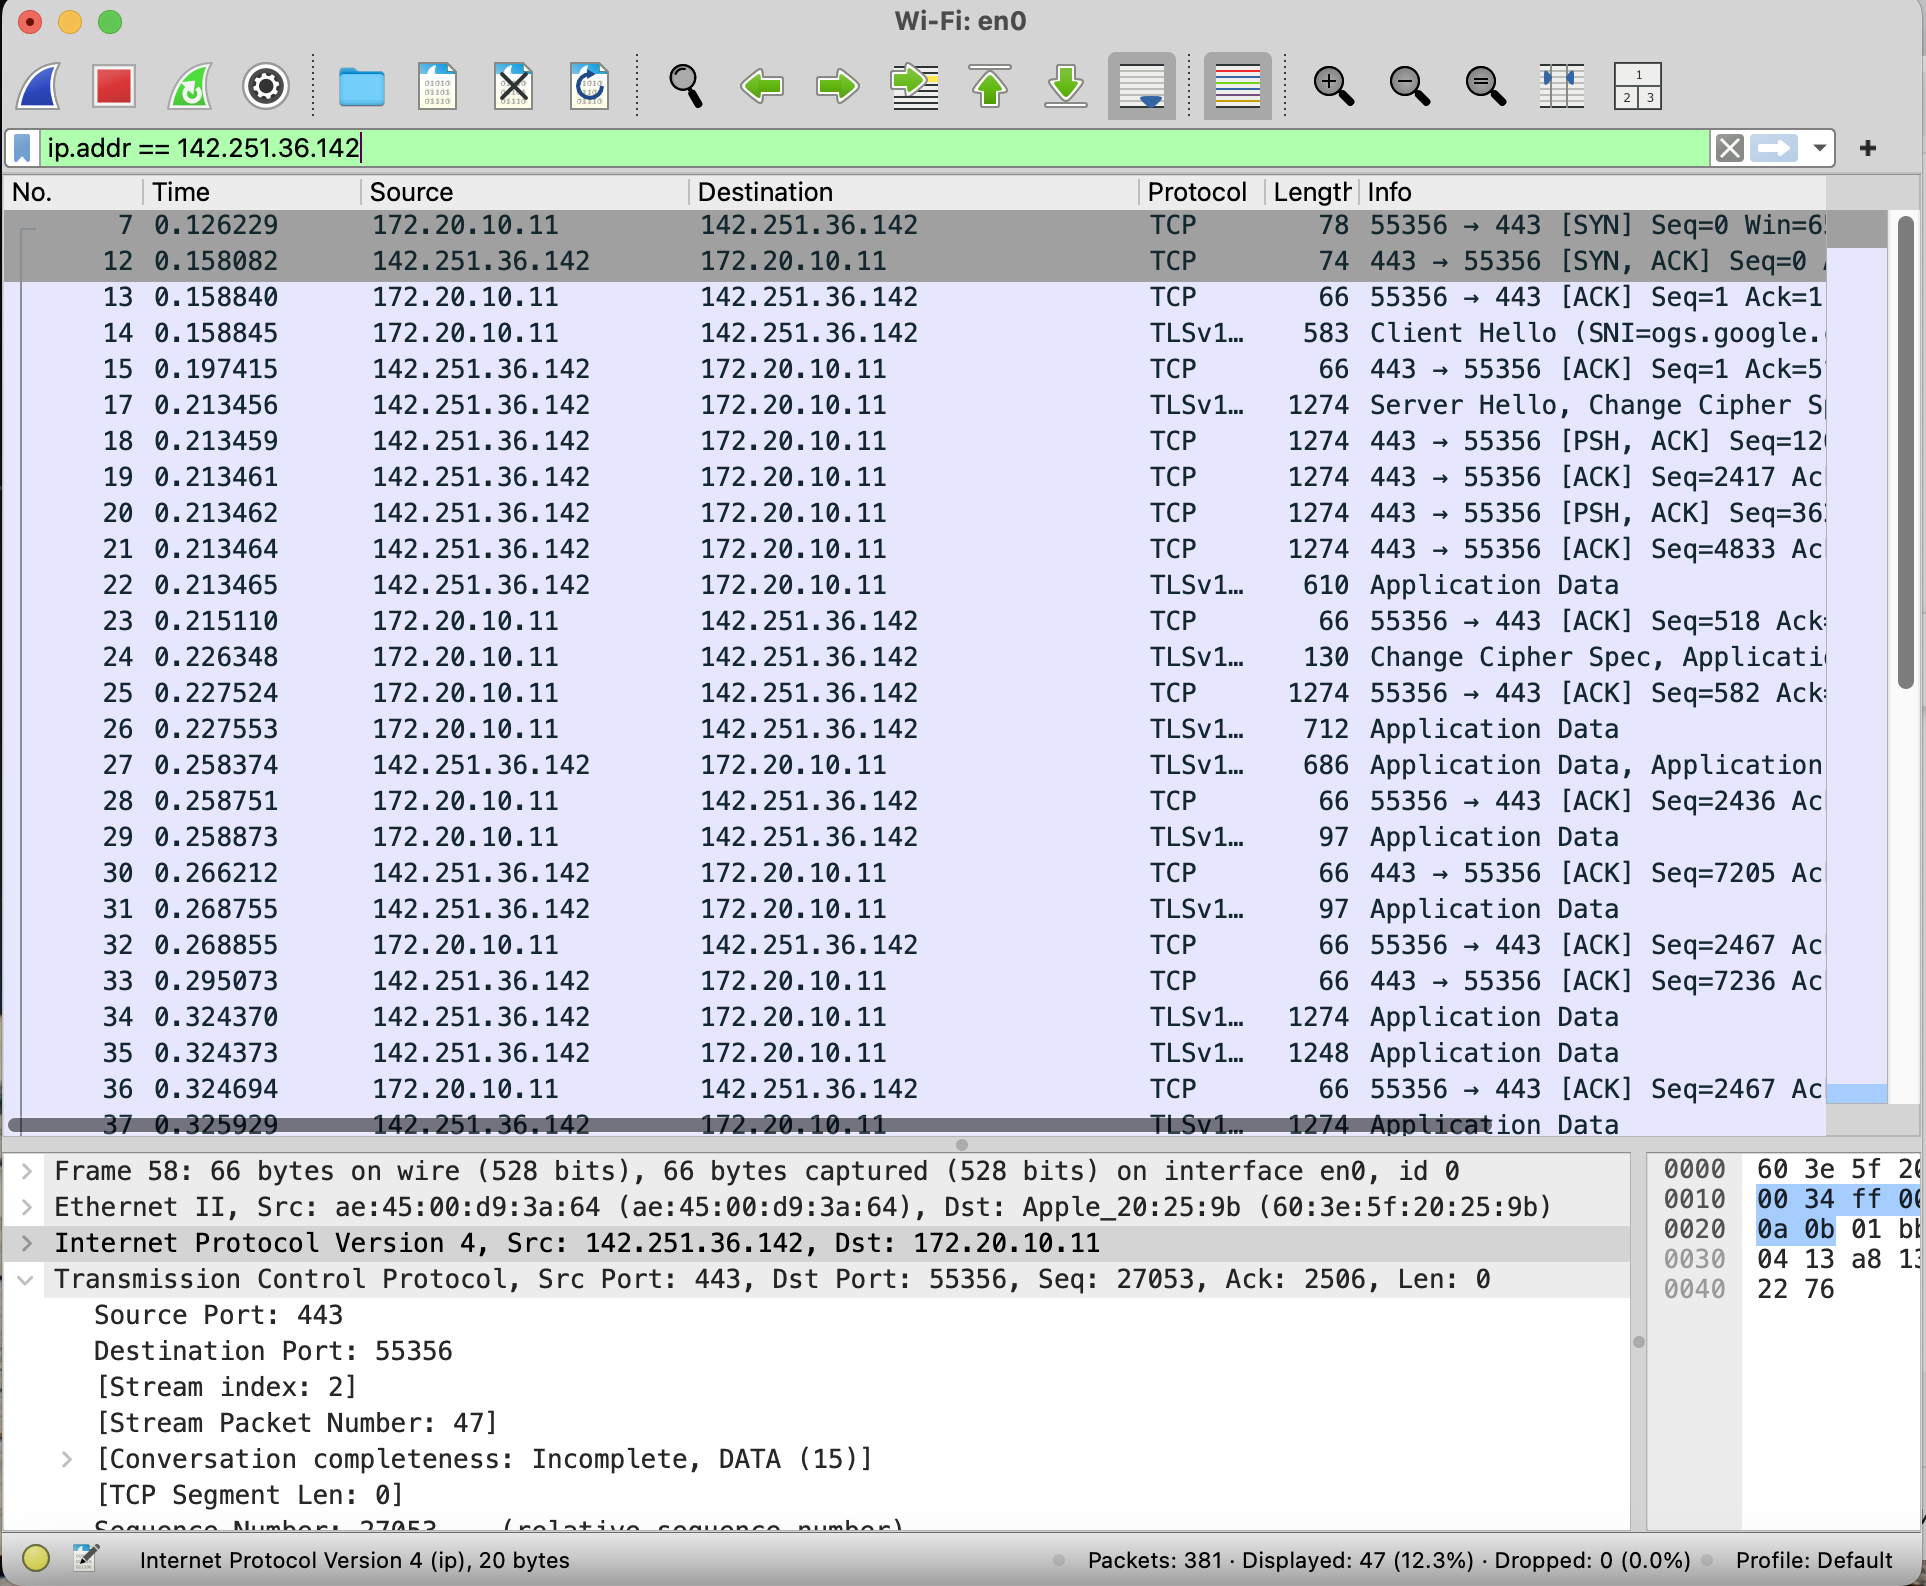 Wi-Fi: en0
ip.addr == 142.251.36.142
No. Time Source Destination Protocol Length Info
7 0.126229 172.20.10.11 142.251.36.142 TCP 78 55356 → 443 [SYN] Seq=0 Win=65
12 0.158082 142.251.36.142 172.20.10.11 TCP 74 443 → 55356 [SYN, ACK] Seq=0
13 0.158840 172.20.10.11 142.251.36.142 TCP 66 55356 → 443 [ACK] Seq=1 Ack=1
14 0.158845 172.20.10.11 142.251.36.142 TLSv1… 583 Client Hello (SNI=ogs.google.
15 0.197415 142.251.36.142 172.20.10.11 TCP 66 443 → 55356 [ACK] Seq=1 Ack=5
17 0.213456 142.251.36.142 172.20.10.11 TLSv1… 1274 Server Hello, Change Cipher Sp
18 0.213459 142.251.36.142 172.20.10.11 TCP 1274 443 → 55356 [PSH, ACK] Seq=120
19 0.213461 142.251.36.142 172.20.10.11 TCP 1274 443 → 55356 [ACK] Seq=2417 Ac
20 0.213462 142.251.36.142 172.20.10.11 TCP 1274 443 → 55356 [PSH, ACK] Seq=36
21 0.213464 142.251.36.142 172.20.10.11 TCP 1274 443 → 55356 [ACK] Seq=4833 Ac
22 0.213465 142.251.36.142 172.20.10.11 TLSv1… 610 Application Data
23 0.215110 172.20.10.11 142.251.36.142 TCP 66 55356 → 443 [ACK] Seq=518 Ack=
24 0.226348 172.20.10.11 142.251.36.142 TLSv1… 130 Change Cipher Spec, Applicati
25 0.227524 172.20.10.11 142.251.36.142 TCP 1274 55356 → 443 [ACK] Seq=582 Ack=
26 0.227553 172.20.10.11 142.251.36.142 TLSv1… 712 Application Data
27 0.258374 142.251.36.142 172.20.10.11 TLSv1… 686 Application Data, Application
28 0.258751 172.20.10.11 142.251.36.142 TCP 66 55356 → 443 [ACK] Seq=2436 Ac
29 0.258873 172.20.10.11 142.251.36.142 TLSv1… 97 Application Data
30 0.266212 142.251.36.142 172.20.10.11 TCP 66 443 → 55356 [ACK] Seq=7205 Ac
31 0.268755 142.251.36.142 172.20.10.11 TLSv1… 97 Application Data
32 0.268855 172.20.10.11 142.251.36.142 TCP 66 55356 → 443 [ACK] Seq=2467 Ac
33 0.295073 142.251.36.142 172.20.10.11 TCP 66 443 → 55356 [ACK] Seq=7236 Ac
34 0.324370 142.251.36.142 172.20.10.11 TLSv1… 1274 Application Data
35 0.324373 142.251.36.142 172.20.10.11 TLSv1… 1248 Application Data
36 0.324694 172.20.10.11 142.251.36.142 TCP 66 55356 → 443 [ACK] Seq=2467 Ac
37 0.325929 142.251.36.142 172.20.10.11 TLSv1… 1274 Application Data
Frame 58: 66 bytes on wire (528 bits), 66 bytes captured (528 bits) on interface en0, id 0
Ethernet II, Src: ae:45:00:d9:3a:64 (ae:45:00:d9:3a:64), Dst: Apple_20:25:9b (60:3e:5f:20:25:9b)
Internet Protocol Version 4, Src: 142.251.36.142, Dst: 172.20.10.11
Transmission Control Protocol, Src Port: 443, Dst Port: 55356, Seq: 27053, Ack: 2506, Len: 0
Source Port: 443
Destination Port: 55356
[Stream index: 2]
[Stream Packet Number: 47]
[Conversation completeness: Incomplete, DATA (15)]
[TCP Segment Len: 0]
Sequence Number: 27053 (relative sequence number)
0000 60 3e 5f 20
0010 00 34 ff 00
0020 0a 0b 01 bb
0030 04 13 a8 13
0040 22 76
Internet Protocol Version 4 (ip), 20 bytes
Packets: 381 · Displayed: 47 (12.3%) · Dropped: 0 (0.0%)
Profile: Default